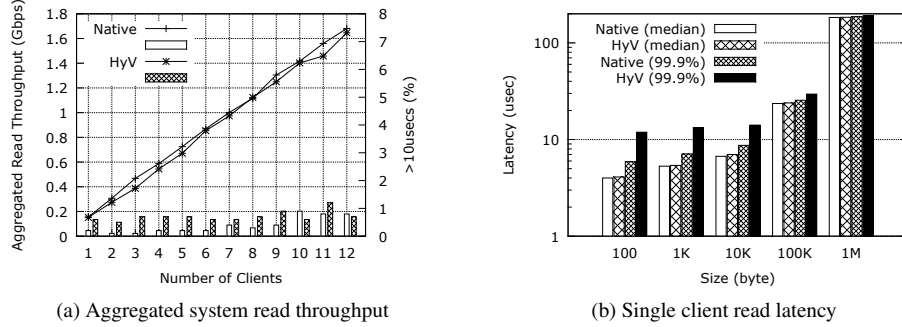 Aggregated Read Throughput (Gbps)
1.8
1.6
1.4
1.2
1
0.8
0.6
0.4
0.2
0
Native
HyV
8
7
6
5
4
3
2
1
0
>10usecs (%)
1 2 3 4 5 6 7 8 9 10 11 12
Number of Clients
(a) Aggregated system read throughput
Latency (usec)
100
10
1
Native (median)
HyV (median)
Native (99.9%)
HyV (99.9%)
100 1K 10K 100K 1M
Size (byte)
(b) Single client read latency